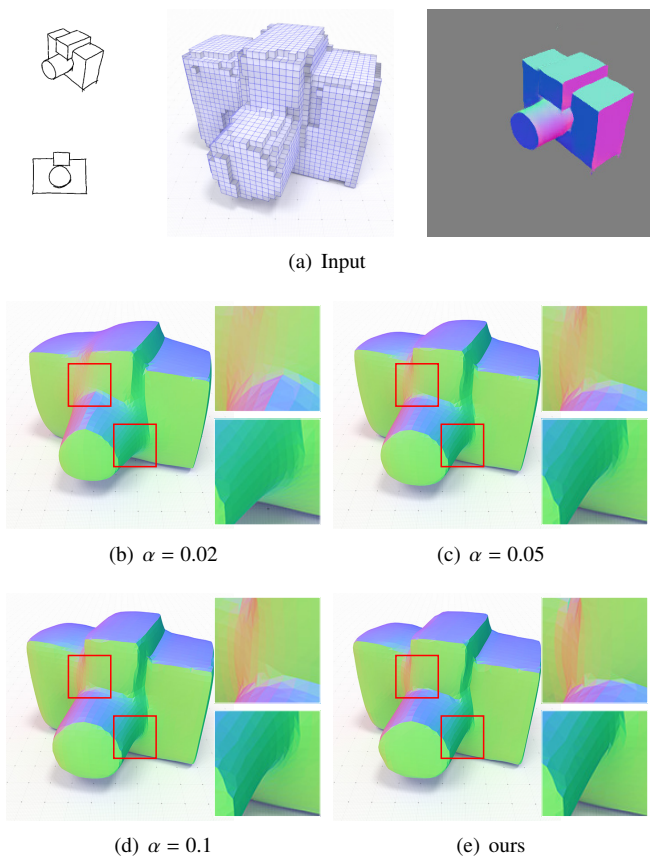 (a) Input
(b) α = 0.02
(c) α = 0.05
(d) α = 0.1
(e) ours